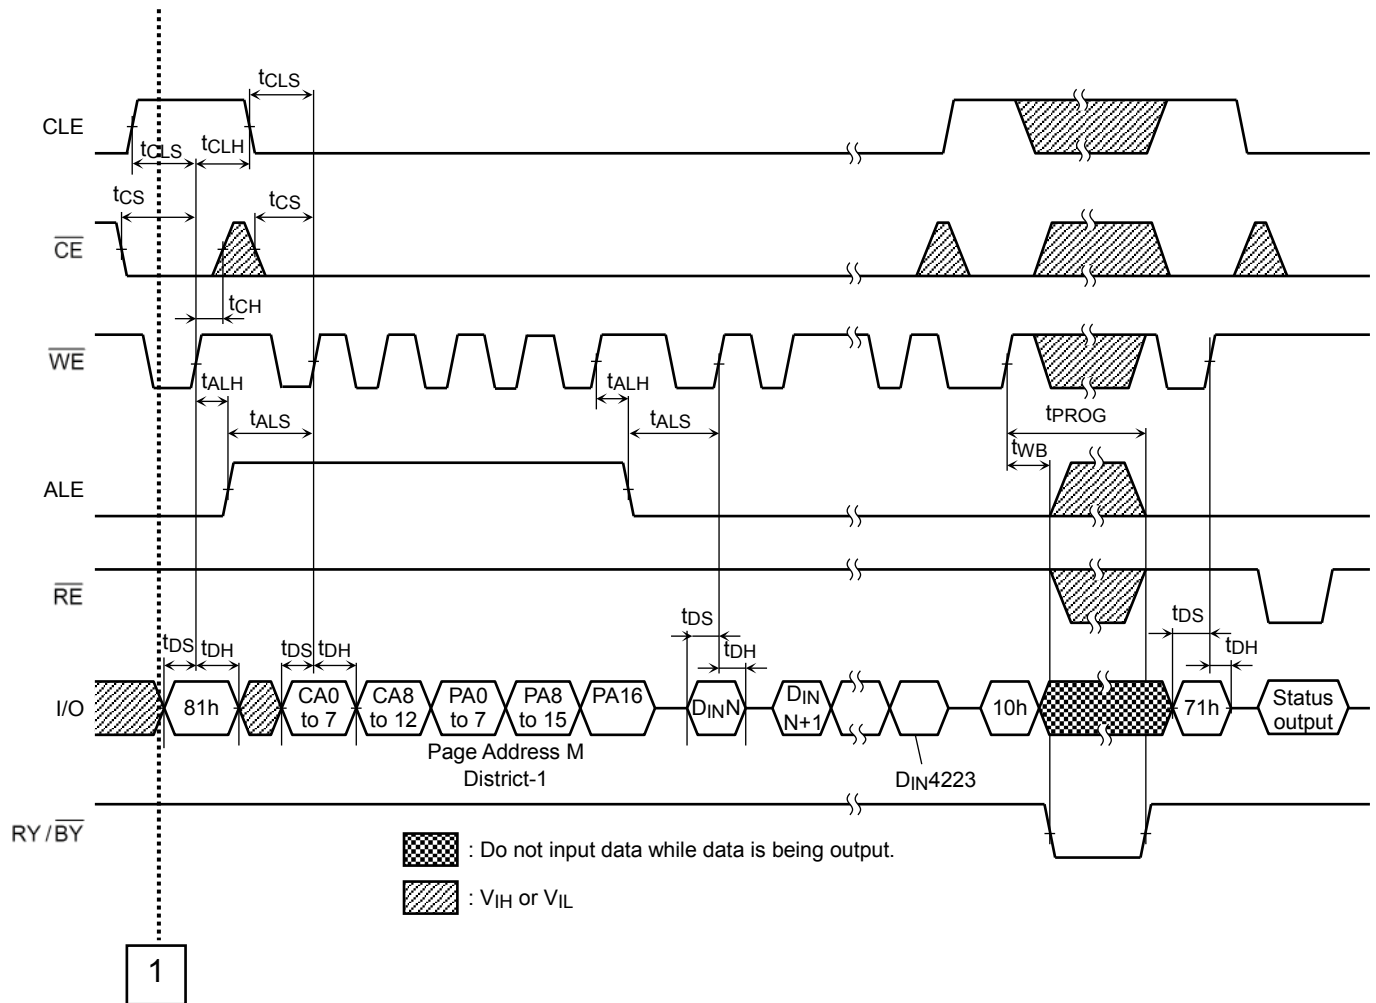 tCLS
CLE
tCLS
tCLH
tCS
tCS
CE
tCH
WE
tALH
tALS
tALH
tALS
tPROG
tWB
ALE
RE
tDS
tDH
tDS
tDH
tDS
tDH
tDS
tDH
I/O
81h
CA0
to 7
CA8
to 12
PA0
to 7
PA8
to 15
PA16
DINN
DIN
N+1
10h
71h
Status
output
Page Address M
District-1
DIN4223
RY / BY
: Do not input data while data is being output.
: VIH or VIL
1